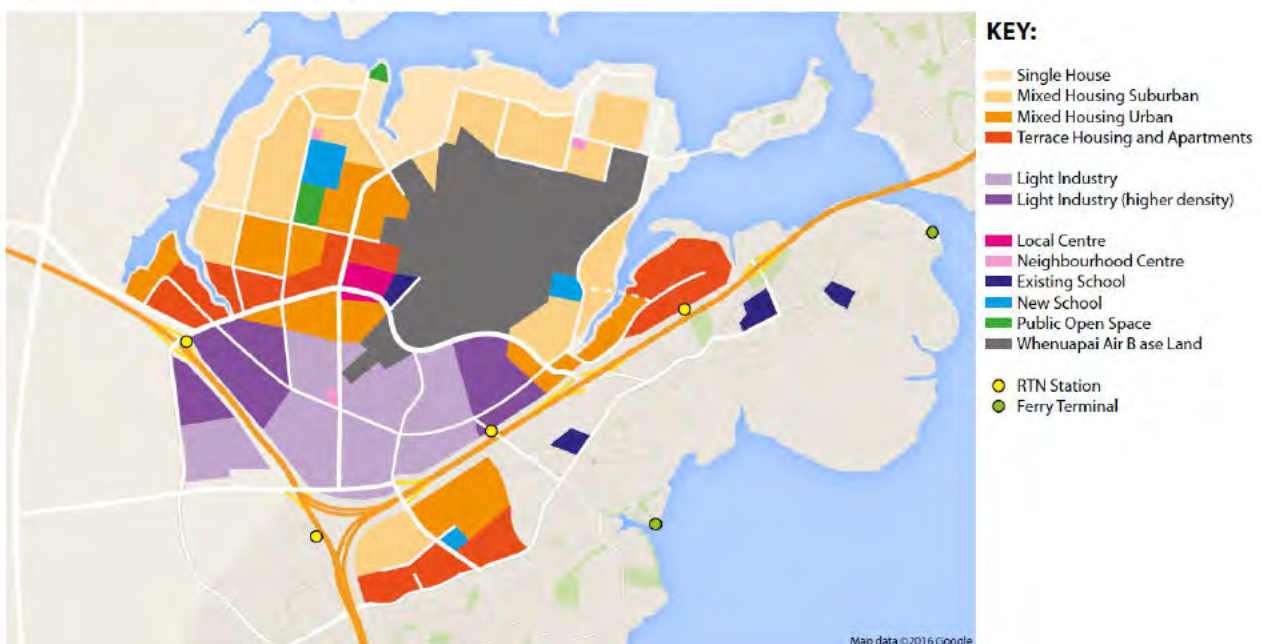 KEY:
Single House
Mixed Housing Suburban
Mixed Housing Urban
Terrace Housing and Apartments
Light Industry
Light Industry (higher density)
Local Centre
Neighbourhood Centre
Existing School
New School
Public Open Space
Whenuapai Air B ase Land
RTN Station
Ferry Terminal
Map data ©2016 Google